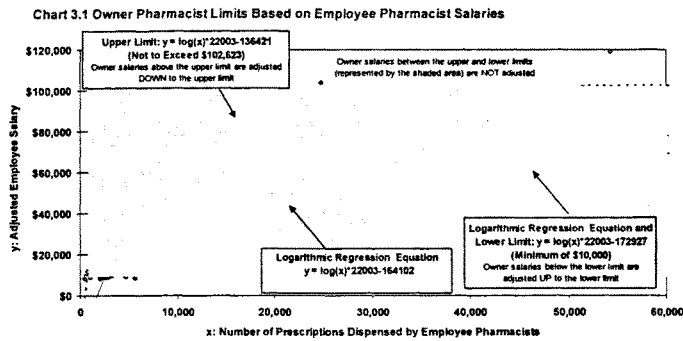 Chart 3.1 Owner Pharmacist Limits Based on Employee Pharmacist Salaries
Upper Limit: y = log(x)*22003-136421
(Not to Exceed $102,623)
Owner salaries above the upper limit are adjusted
DOWN to the upper limit
Owner salaries between the upper and lower limits
(represented by the shaded area) are NOT adjusted
y: Adjusted Employee Salary
$120,000
$100,000
$80,000
$60,000
$40,000
$20,000
$0
Logarithmic Regression Equation
y = log(x)*22003-164102
Logarithmic Regression Equation and
Lower Limit: y = log(x)*22003-172927
(Minimum of $10,000)
Owner salaries below the lower limit are
adjusted UP to the lower limit
0
10,000
20,000
30,000
40,000
50,000
60,000
x: Number of Prescriptions Dispensed by Employee Pharmacists